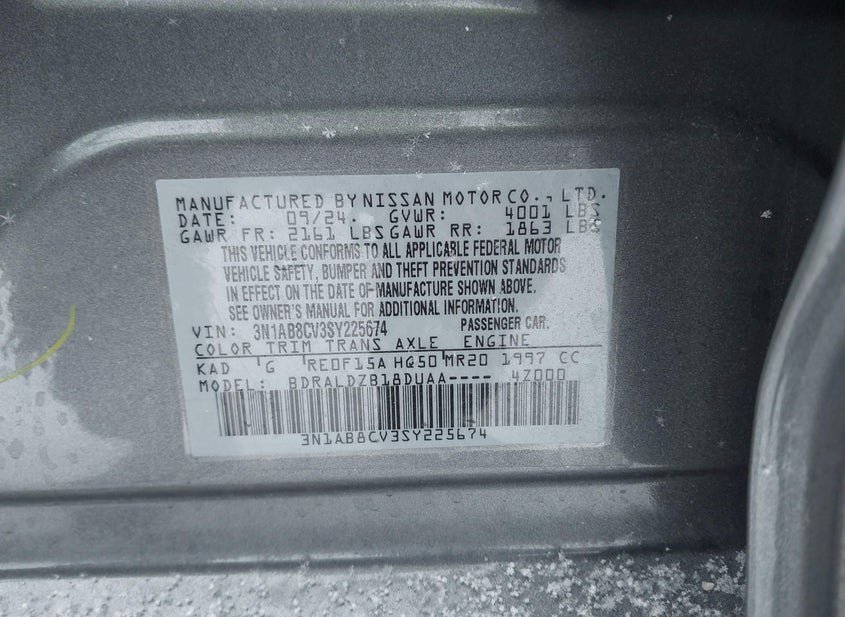 MANUFACTURED BY NISSAN MOTOR CO., LTD.
DATE: 09/24. GVWR: 4001 LBS
GAWR FR: 2161 LBS GAWR RR: 1863 LBS
THIS VEHICLE CONFORMS TO ALL APPLICABLE FEDERAL MOTOR
VEHICLE SAFETY, BUMPER AND THEFT PREVENTION STANDARDS
IN EFFECT ON THE DATE OF MANUFACTURE SHOWN ABOVE.
SEE OWNER'S MANUAL FOR ADDITIONAL INFORMATION.
VIN: 3N1AB8CV3SY225674 PASSENGER CAR.
COLOR TRIM TRANS AXLE ENGINE
KAD G RE0F15A HQ50 MR20 1997 CC
MODEL: BDRALDZB18DUAA---- 4Z000
3N1AB8CV3SY225674